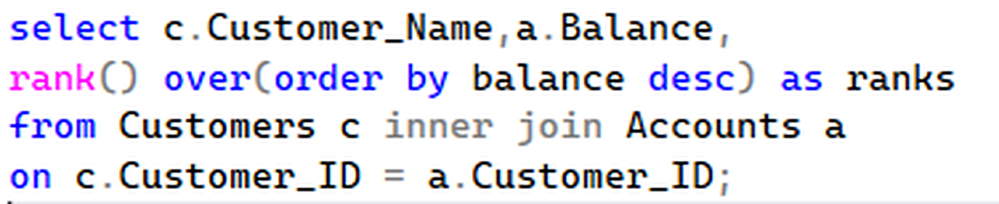 select c.Customer_Name,a.Balance,
rank() over(order by balance desc) as ranks
from Customers c inner join Accounts a
on c.Customer_ID = a.Customer_ID;